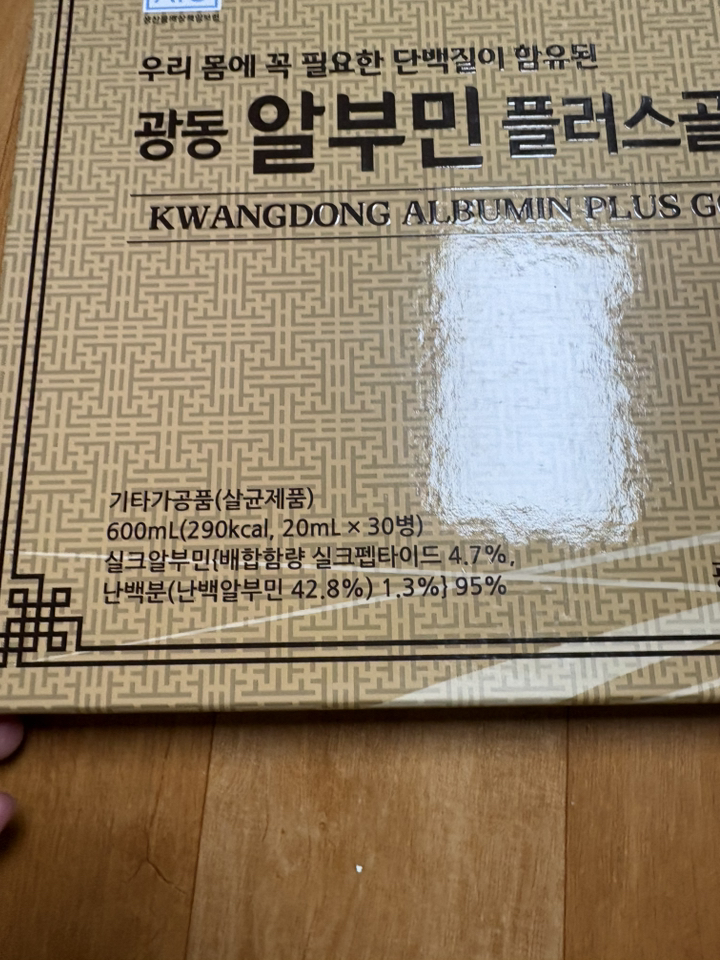 우리 몸에 꼭 필요한 단백질이 함유된
광동 알부민 플러스골
KWANGDONG ALBUMIN PLUS GO
기타가공품(살균제품)
600mL(290kcal, 20mL × 30병)
실크알부민{배합함량 실크펩타이드 4.7%,
난백분(난백알부민 42.8%) 1.3%} 95%